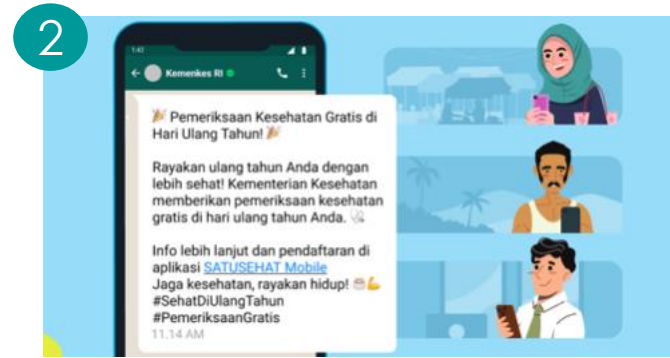 2
1:41
Kemenkes RI
🎉 Pemeriksaan Kesehatan Gratis di
Hari Ulang Tahun! 🎉
Rayakan ulang tahun Anda dengan
lebih sehat! Kementerian Kesehatan
memberikan pemeriksaan kesehatan
gratis di hari ulang tahun Anda. 🩺
Info lebih lanjut dan pendaftaran di
aplikasi SATUSEHAT Mobile
Jaga kesehatan, rayakan hidup! 🎂💪
#SehatDiUlangTahun
#PemeriksaanGratis
11.14 AM